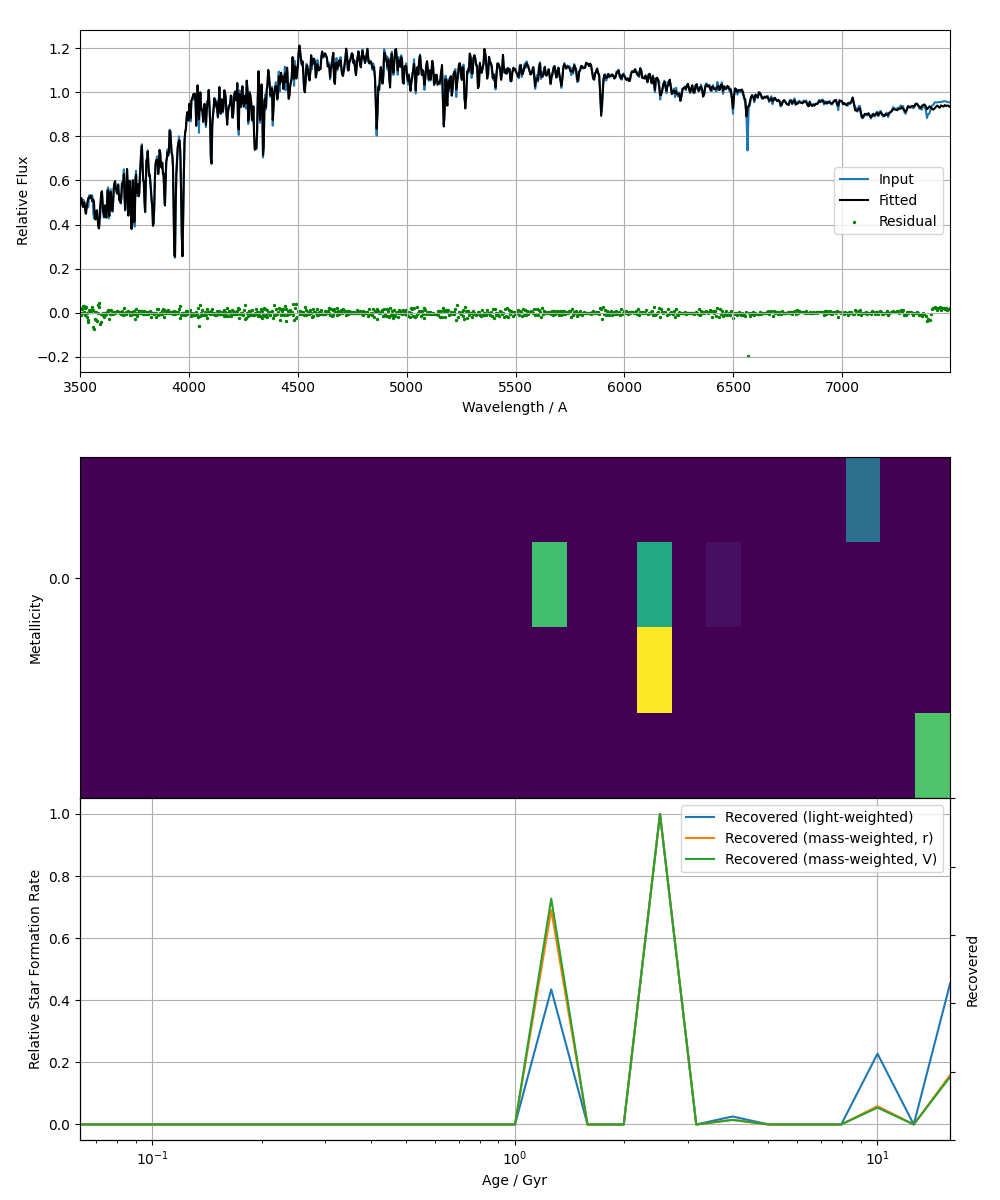 1.2
1.0
0.8
0.6
0.4
0.2
0.0
−0.2
Relative Flux
Input
Fitted
Residual
3500 4000 4500 5000 5500 6000 6500 7000
Wavelength / A
0.0
Metallicity
1.0
0.8
0.6
0.4
0.2
0.0
Relative Star Formation Rate
Recovered (light-weighted)
Recovered (mass-weighted, r)
Recovered (mass-weighted, V)
Recovered
10⁻¹ 10⁰ 10¹
Age / Gyr